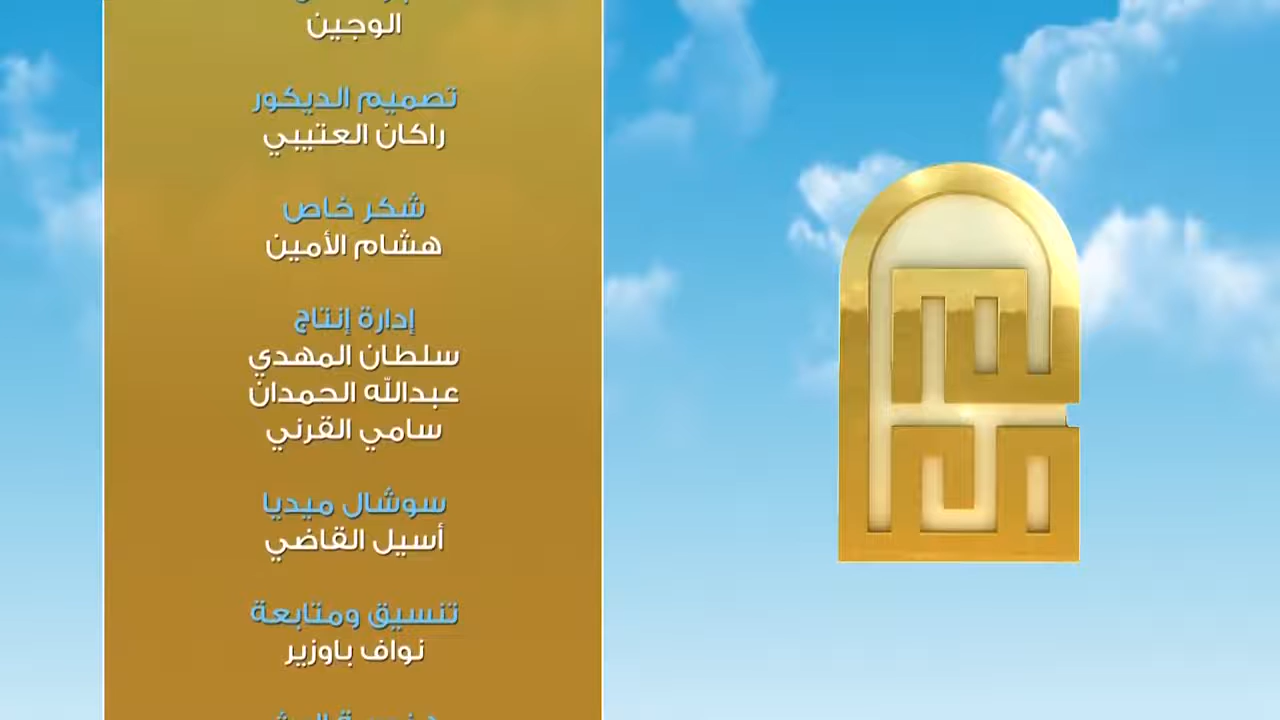 الوجين
تصميم الديكور
راكان العتيبي
شكر خاص
هشام الأمين
إدارة إنتاج
سلطان المهدي
عبدالله الحمدان
سامي القرني
سوشال ميديا
أسيل القاضي
تنسيق ومتابعة
نواف باوزير